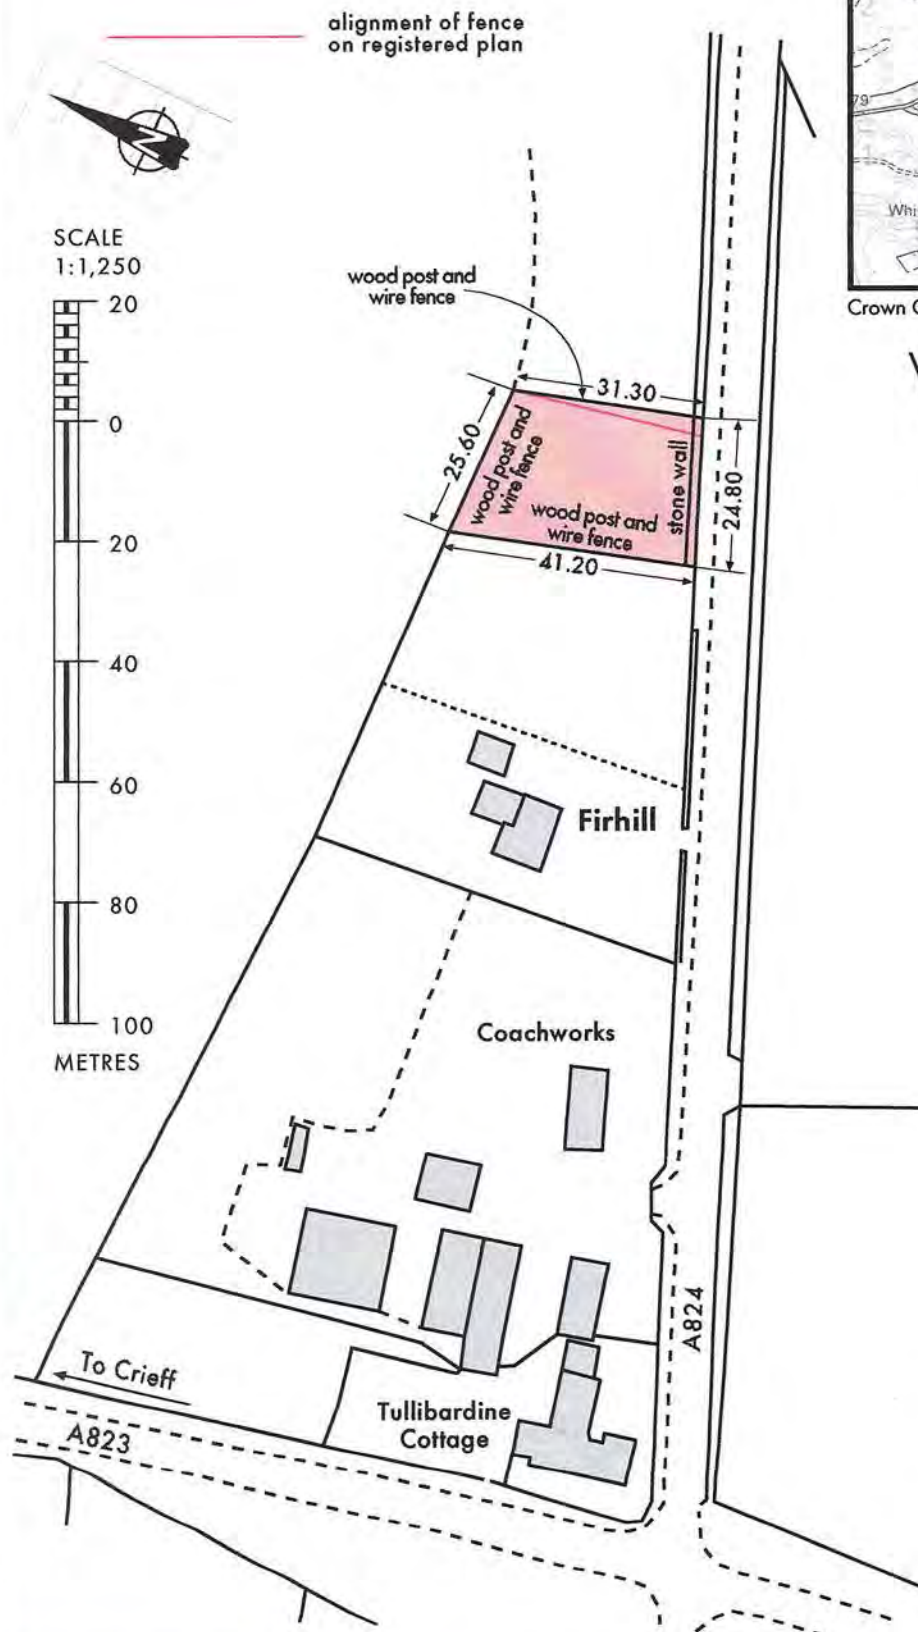 alignment of fence
on registered plan
N
79
Crown
SCALE
1:1,250
20
0
20
40
60
80
100
METRES
wood post and
wire fence
31.30
25.60
wood post and
wire fence
stone wall
24.80
wood post and
wire fence
41.20
Firhill
Coachworks
A824
To Crieff
Tullibardine
Cottage
A823